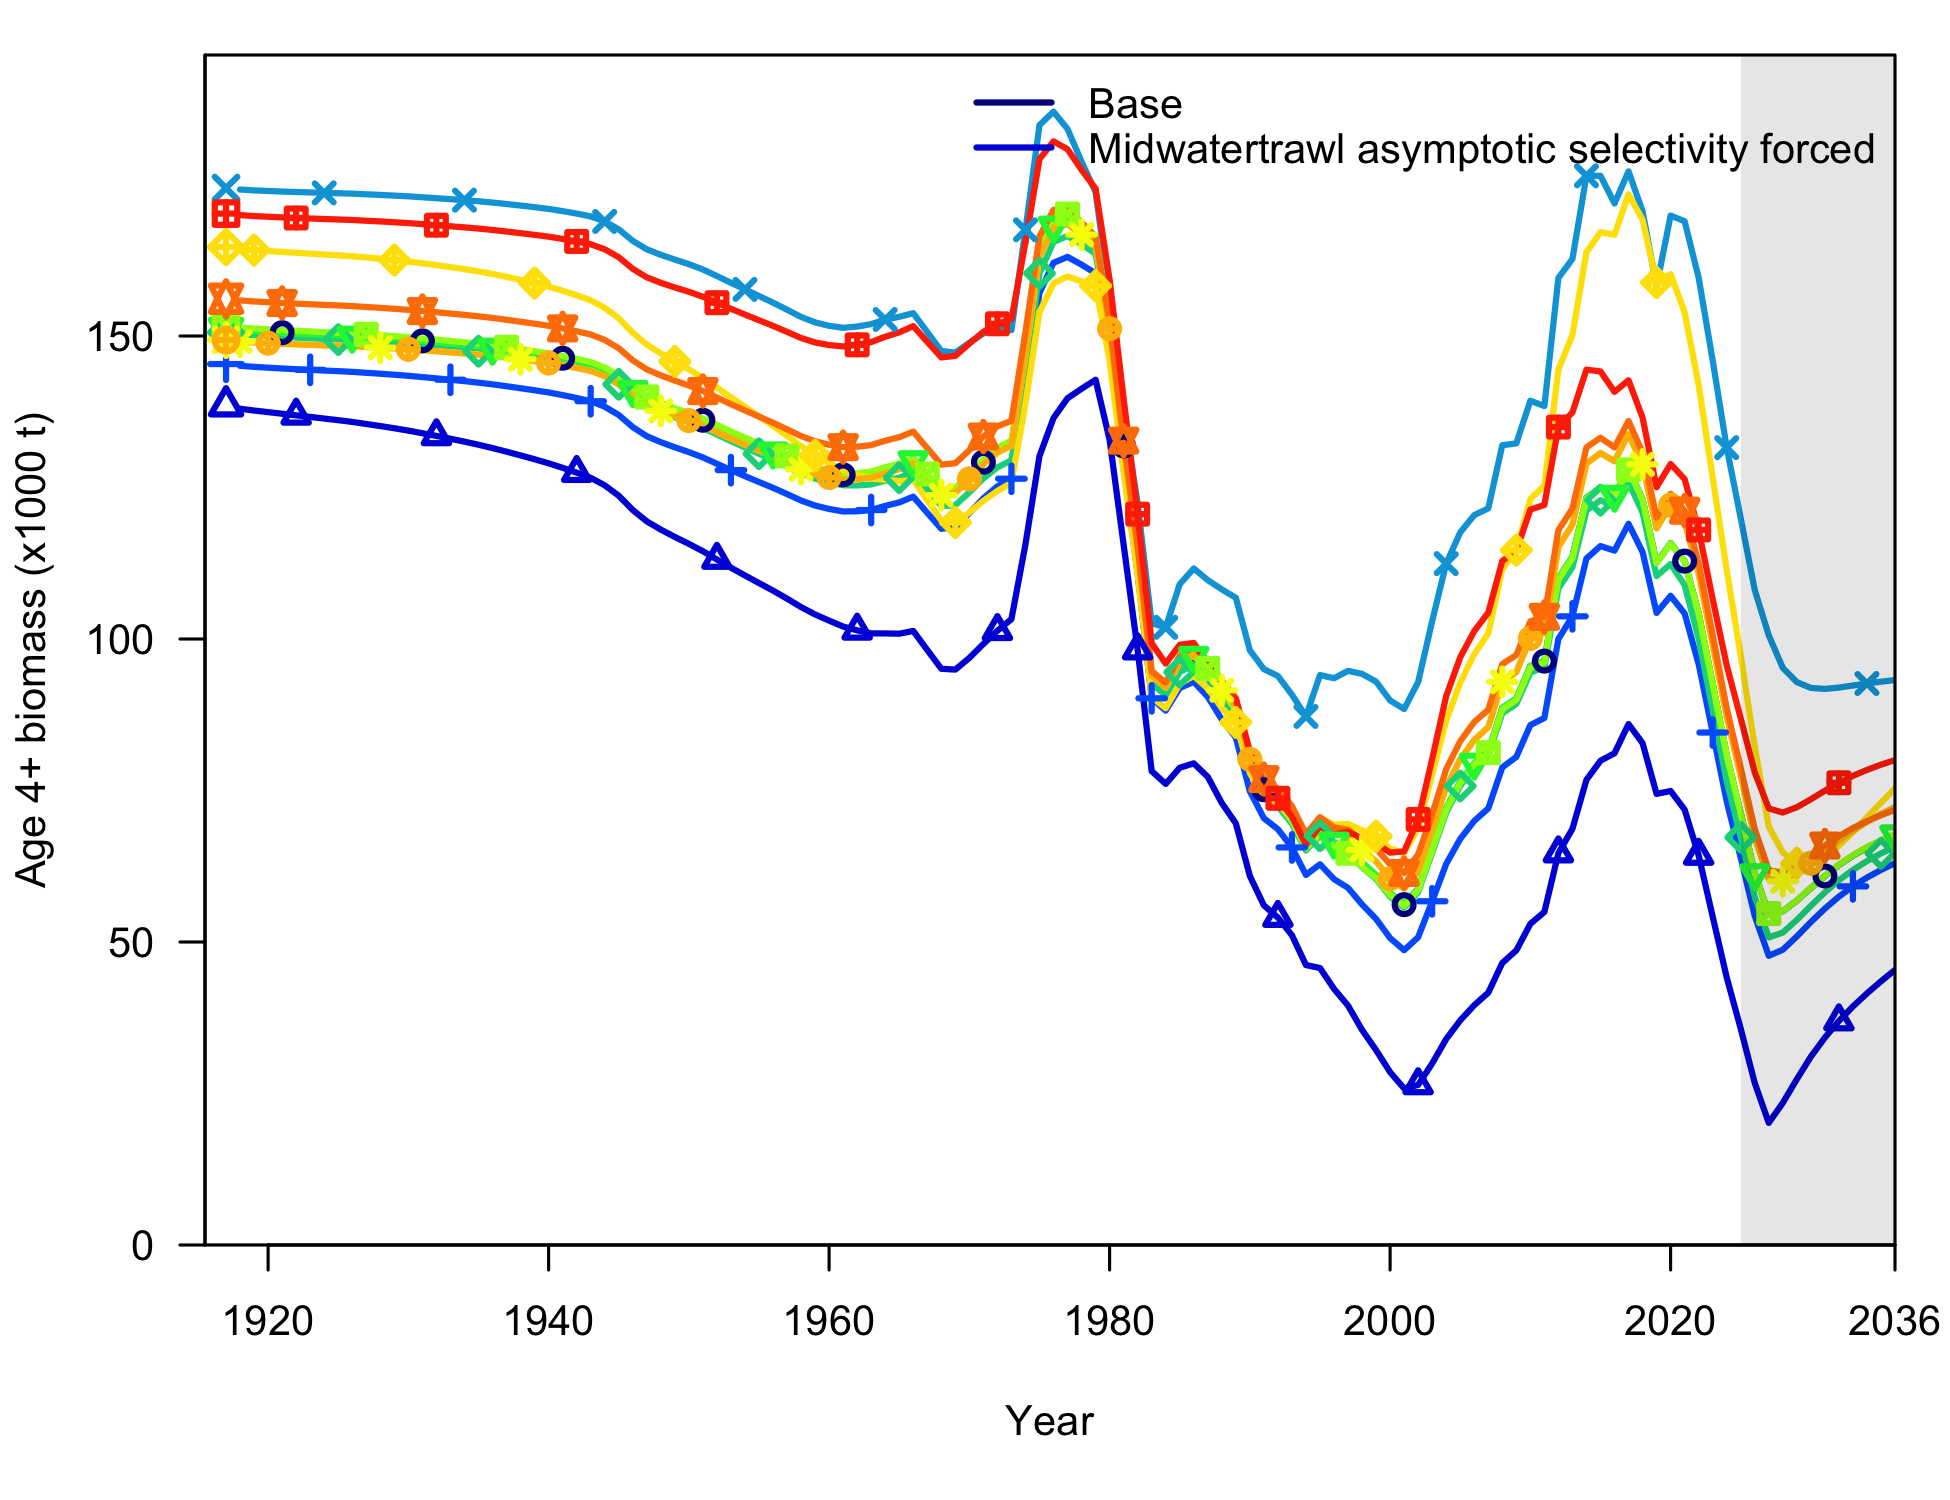 Base
Midwatertrawl asymptotic selectivity forced
Age 4+ biomass (x1000 t)
150
100
50
0
1920 1940 1960 1980 2000 2020 2036
Year